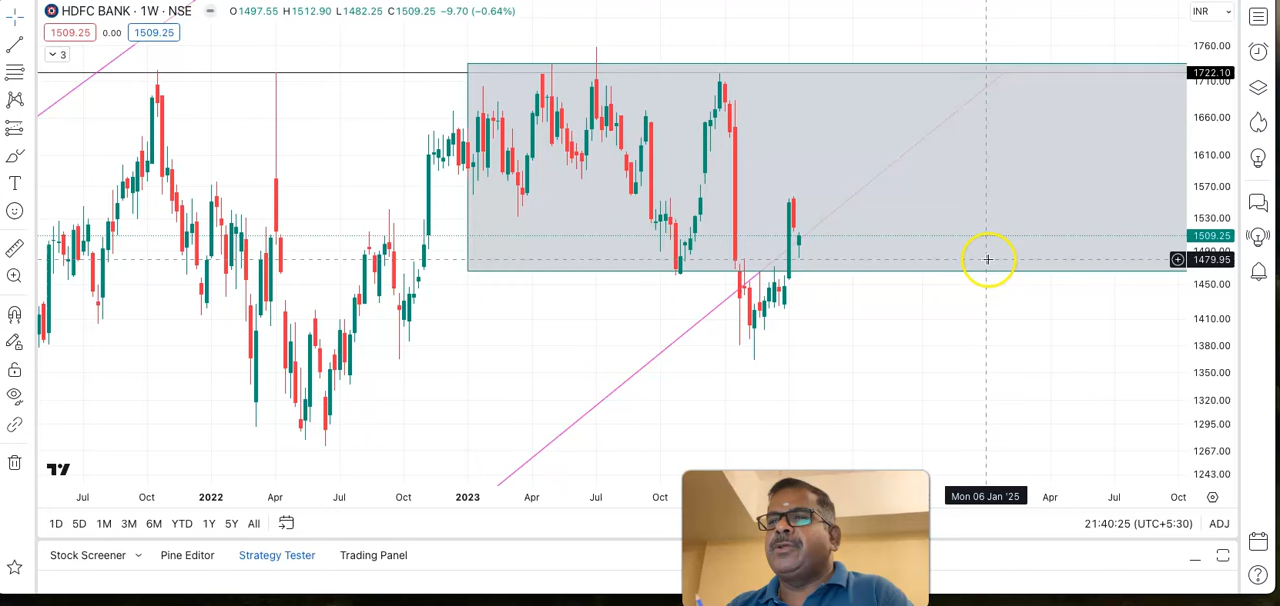 HDFC BANK · 1W · NSE
O1497.55 H1512.90 L1482.25 C1509.25 −9.70 (−0.64%)
INR
1509.25 0.00 1509.25
3
1760.00
1722.10
1660.00
1610.00
1570.00
1530.00
1509.25
1479.95
1450.00
1410.00
1380.00
1350.00
1320.00
1295.00
1267.00
1243.00
Jul Oct 2022 Apr Jul Oct 2023 Apr Jul Oct Mon 06 Jan '25 Apr Jul Oct
1D 5D 1M 3M 6M YTD 1Y 5Y All
21:40:25 (UTC+5:30) ADJ
Stock Screener Pine Editor Strategy Tester Trading Panel